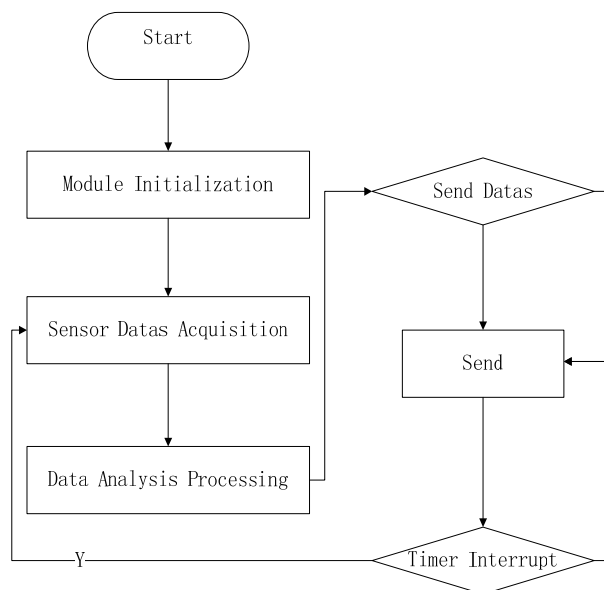 Start
Module Initialization
Send Datas
Sensor Datas Acquisition
Send
Data Analysis Processing
Y
Timer Interrupt